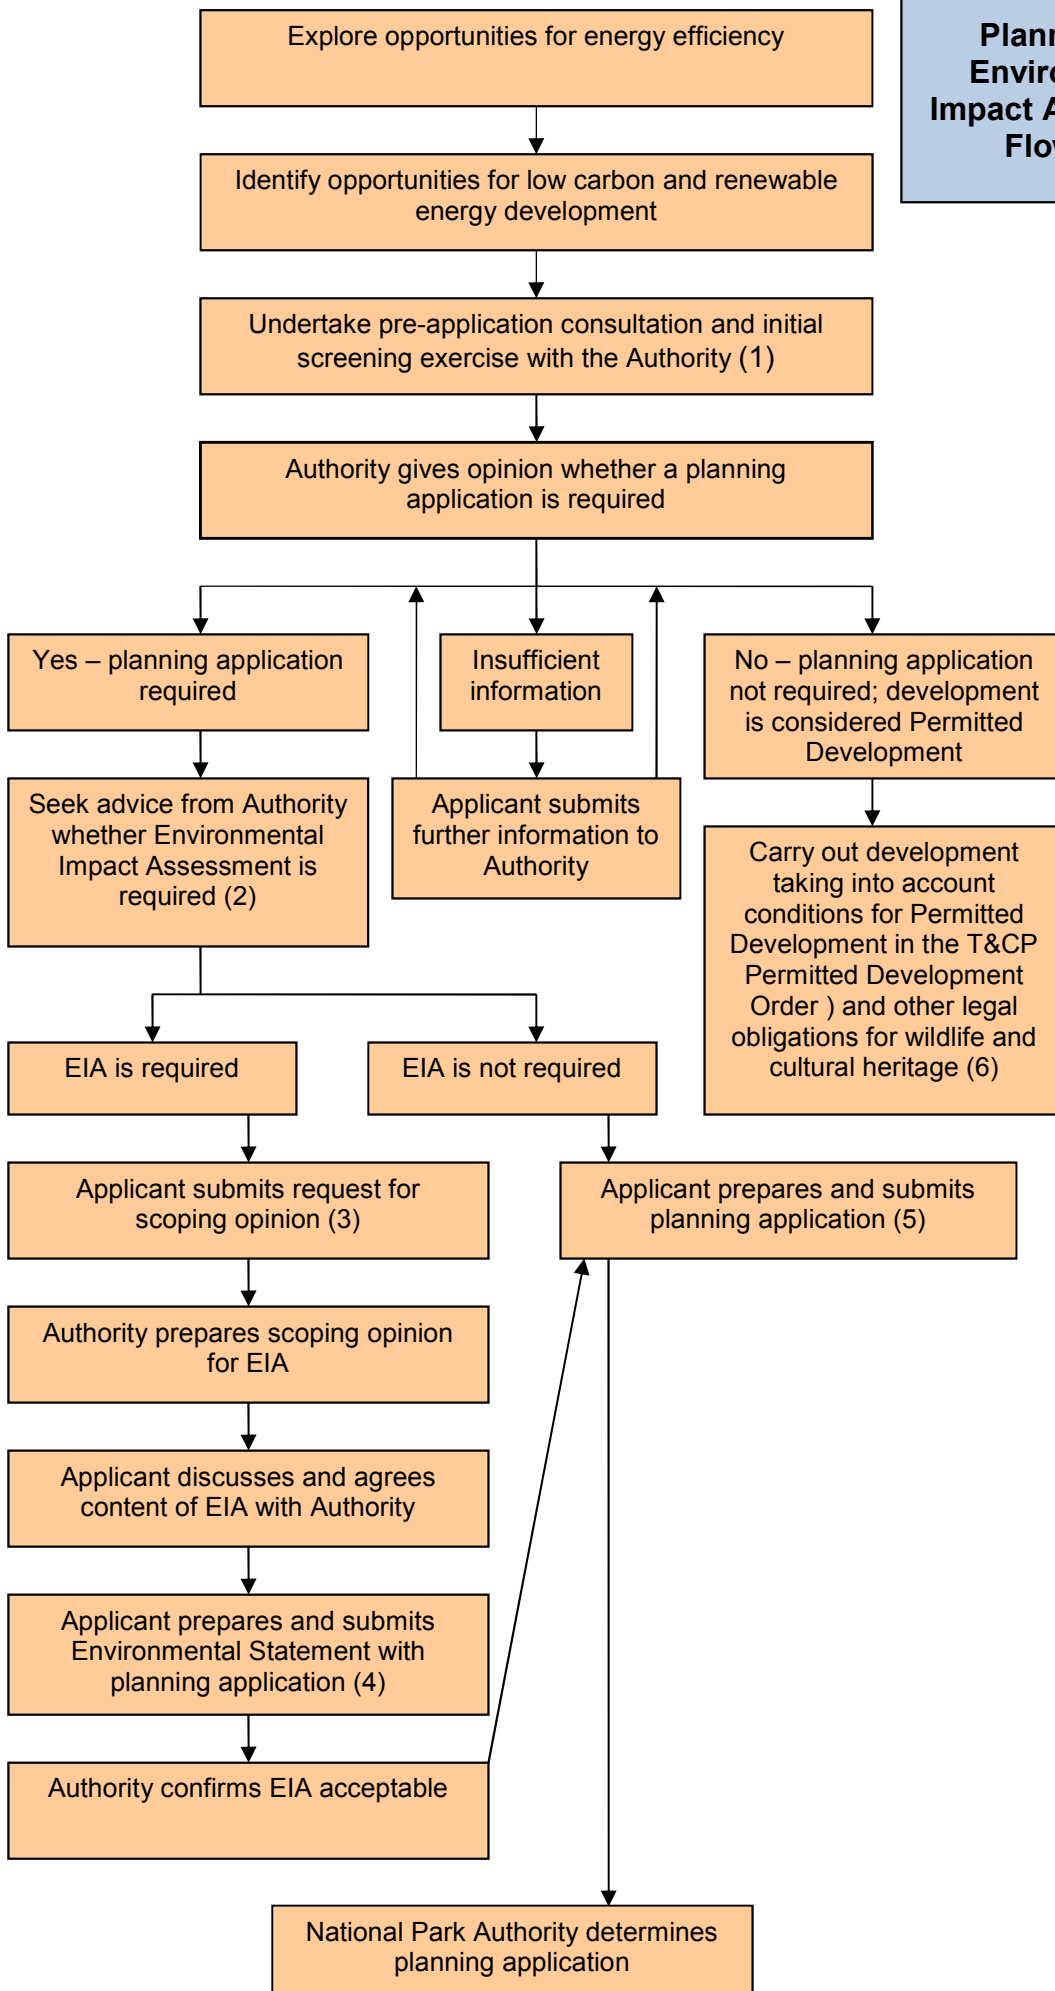 Explore opportunities for energy efficiency
Impact
Identify opportunities for low carbon and renewable
energy development
Undertake pre-application consultation and initial
screening exercise with the Authority (1)
Authority gives opinion whether a planning
application is required
Yes – planning application
required
Insufficient
information
No – planning application
not required; development
is considered Permitted
Development
Seek advice from Authority
whether Environmental
Impact Assessment is
required (2)
Applicant submits
further information to
Authority
Carry out development
taking into account
conditions for Permitted
Development in the T&CP
Permitted Development
Order ) and other legal
obligations for wildlife and
cultural heritage (6)
EIA is required
EIA is not required
Applicant submits request for
scoping opinion (3)
Applicant prepares and submits
planning application (5)
Authority prepares scoping opinion
for EIA
Applicant discusses and agrees
content of EIA with Authority
Applicant prepares and submits
Environmental Statement with
planning application (4)
Authority confirms EIA acceptable
National Park Authority determines
planning application